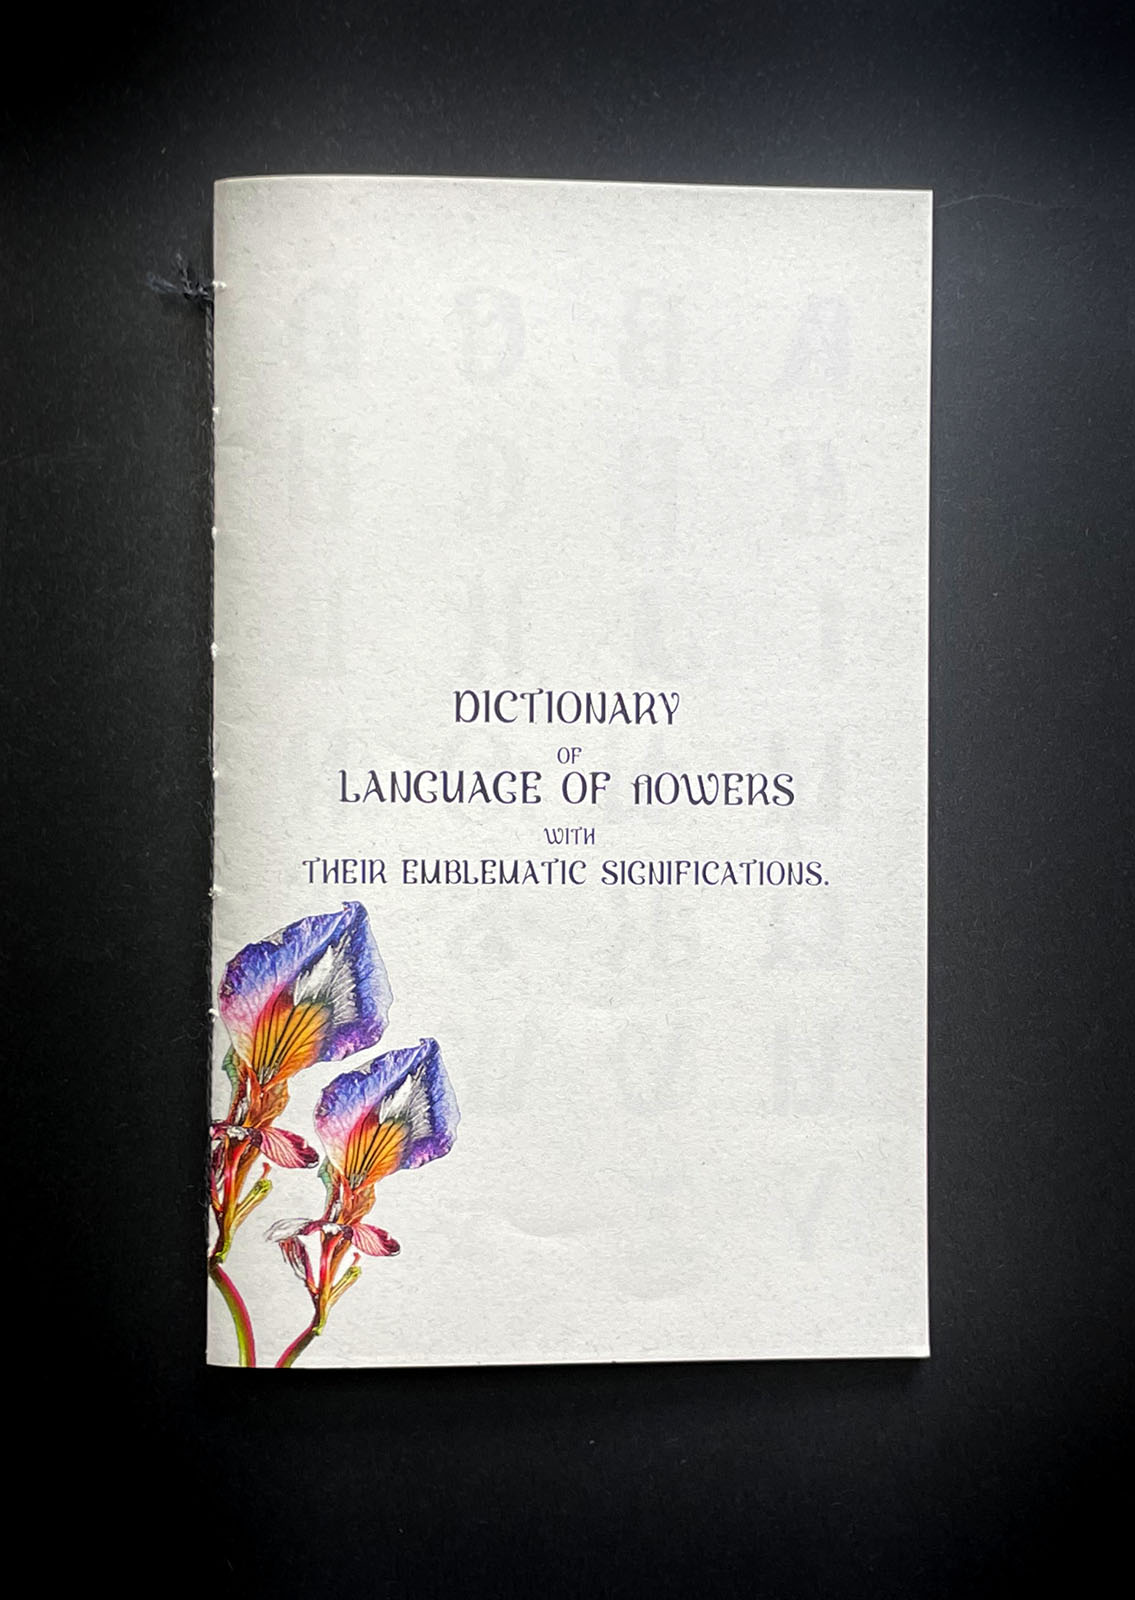 DICTIONARY
OF
LANGUAGE OF FLOWERS
WITH
THEIR EMBLEMATIC SIGNIFICATIONS.